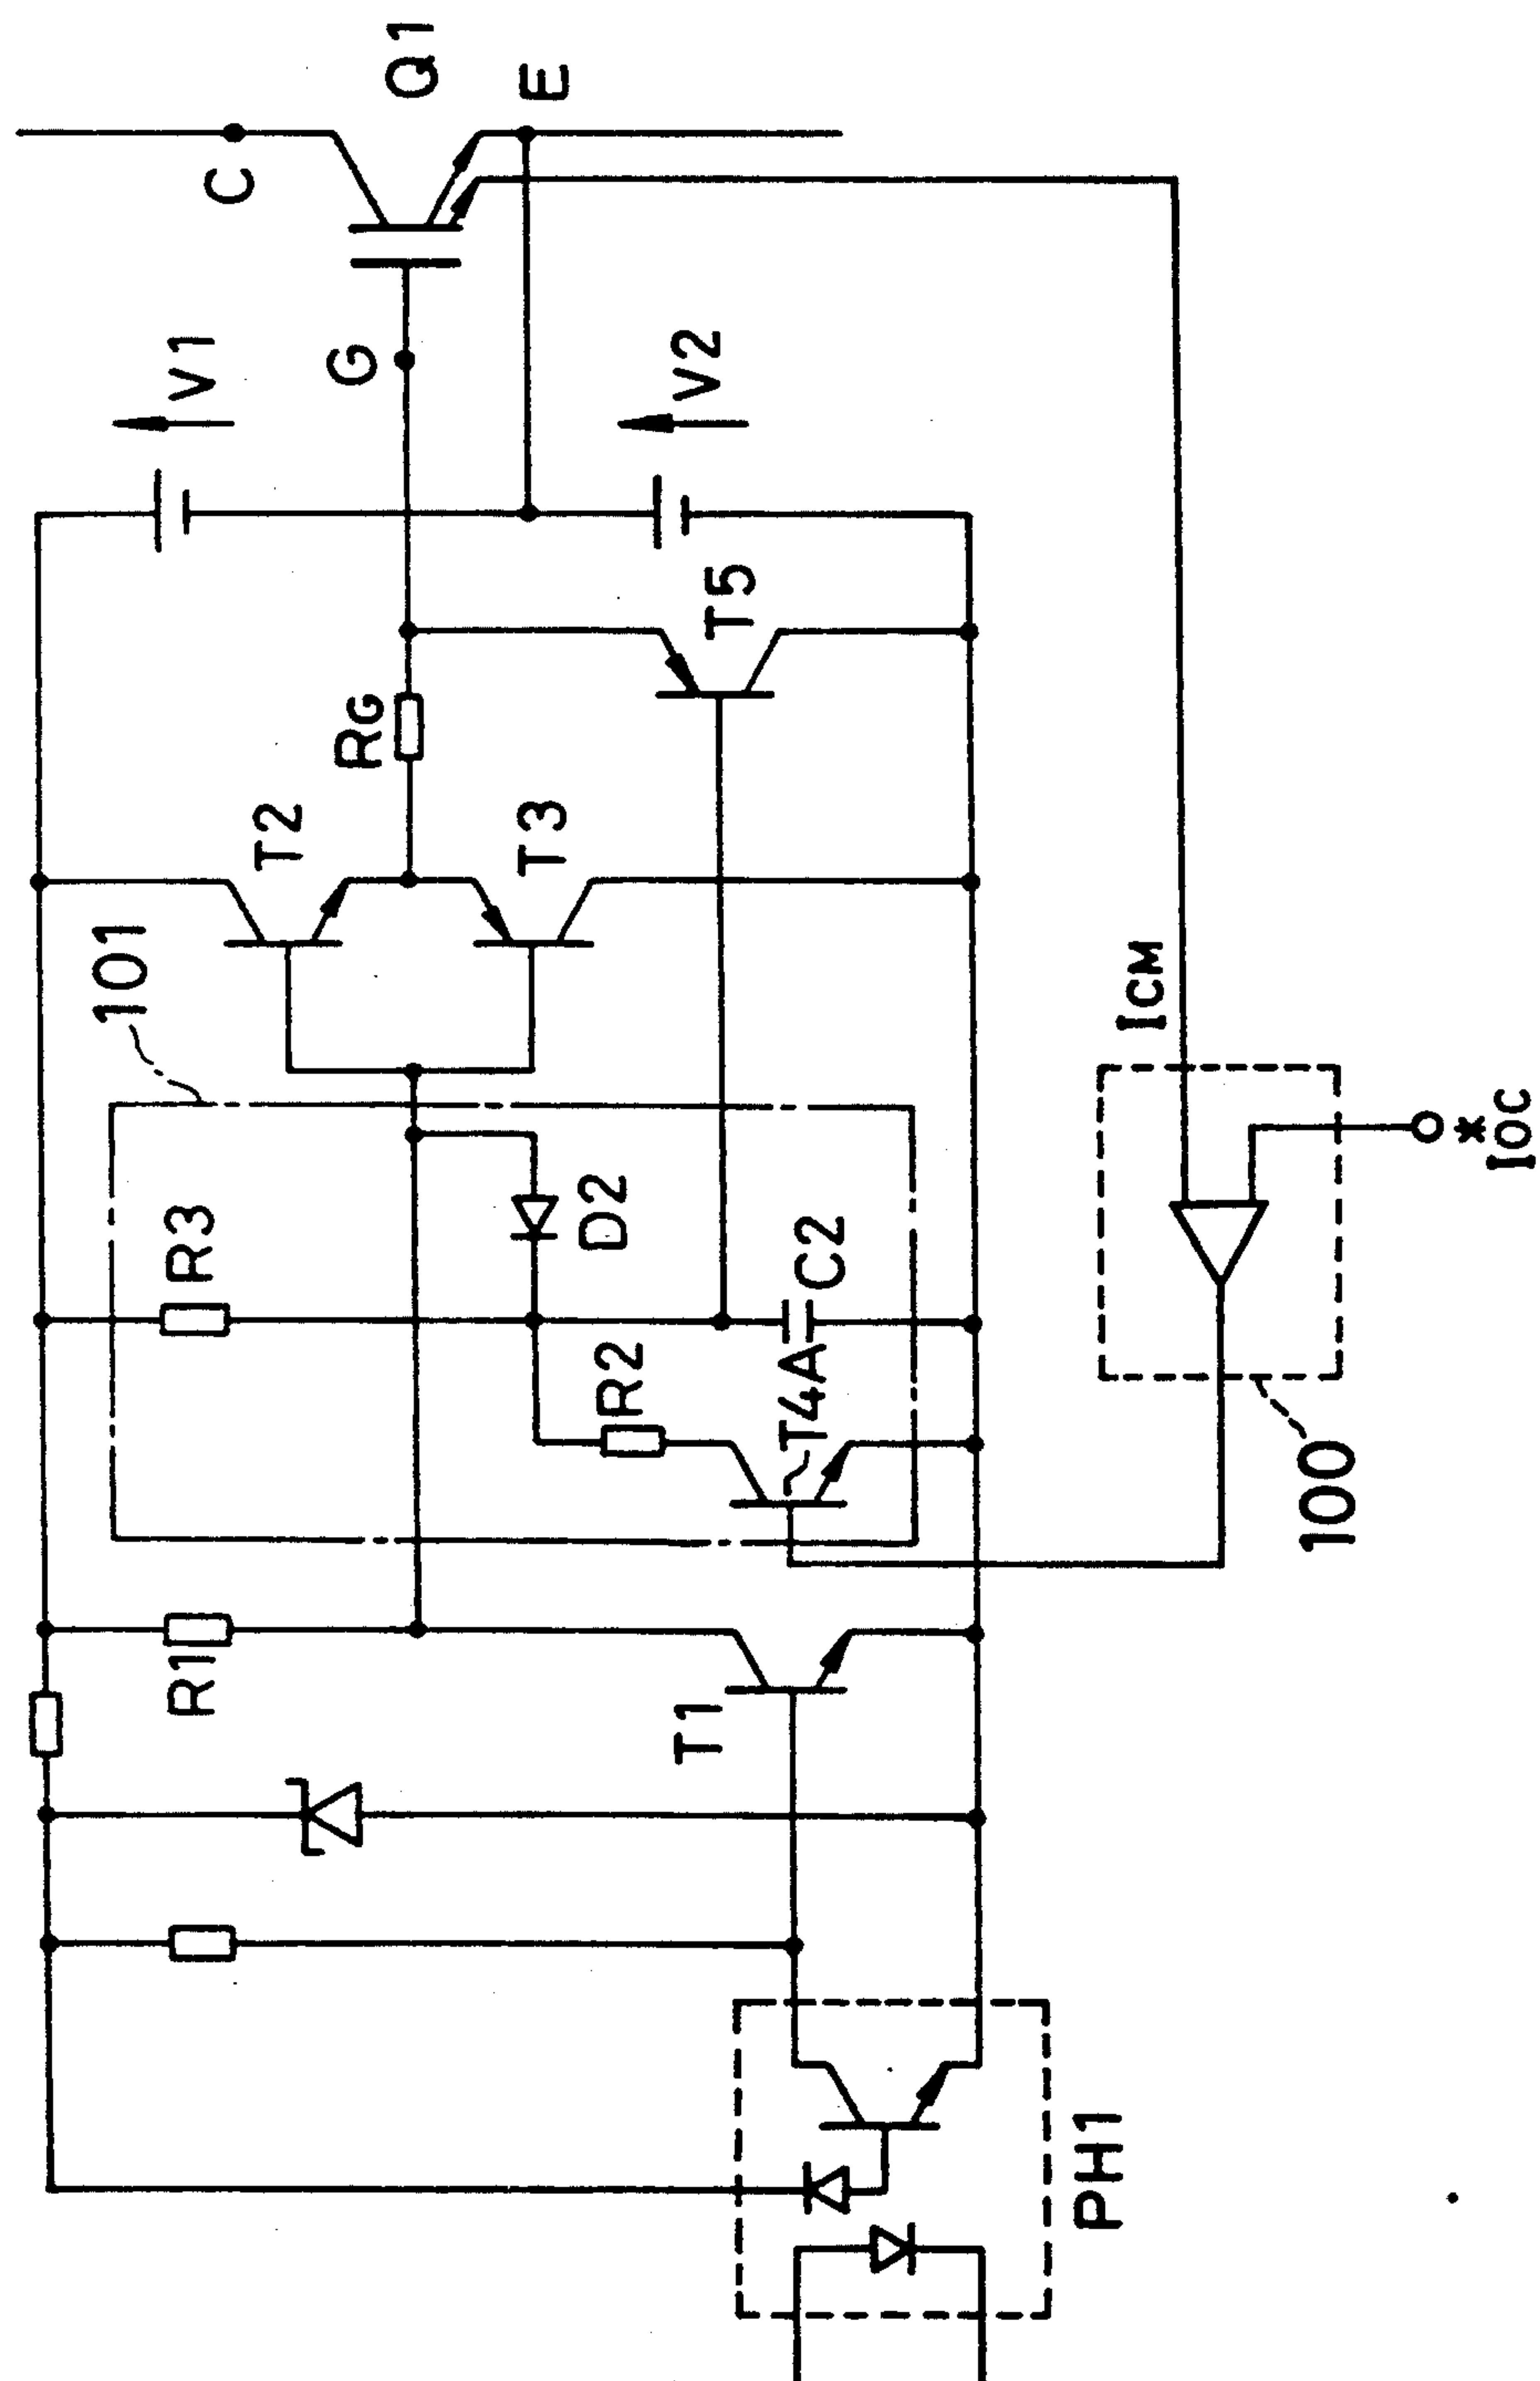 Q1
C
E
G
V1
V2
RG
T5
T2
T3
101
ICM
*
IOC
R3
D2
C2
R2
T4A
100
R1
T1
PH1